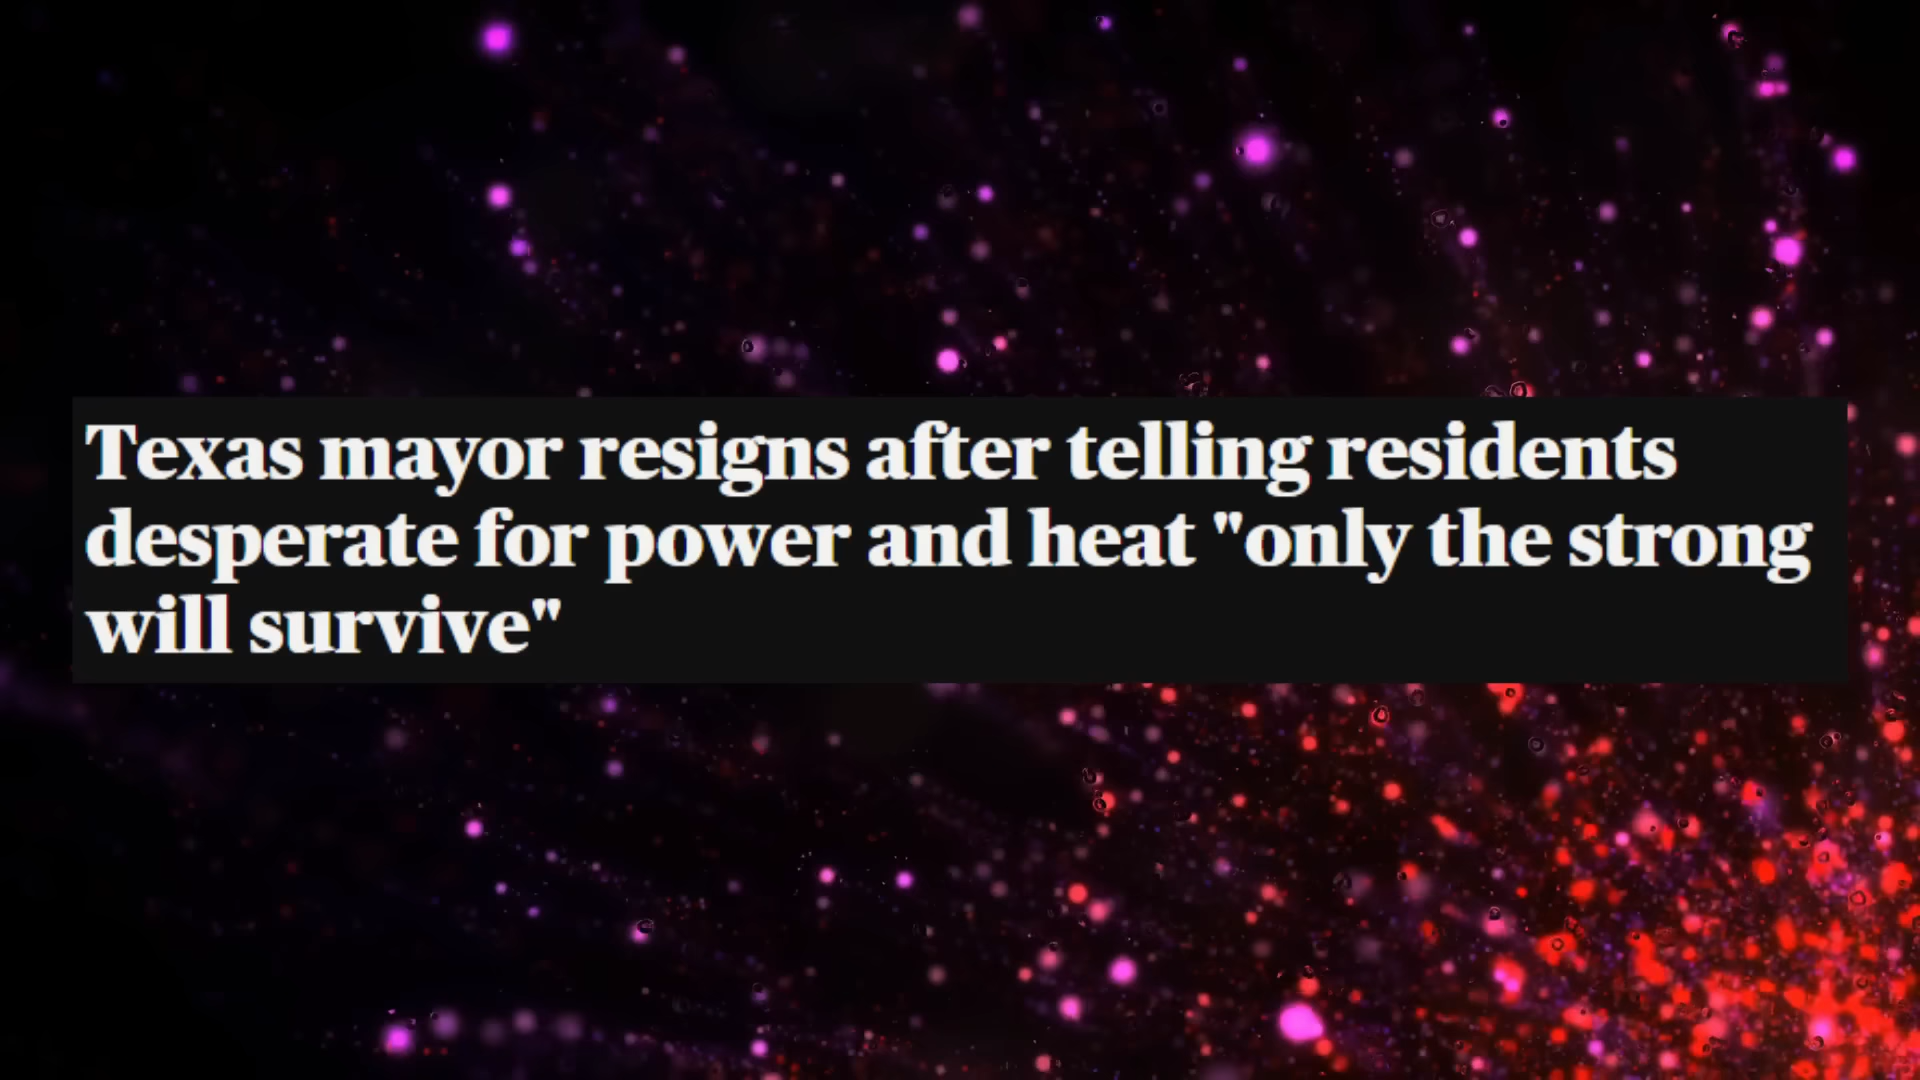 Texas mayor resigns after telling residents
desperate for power and heat "only the strong
will survive"